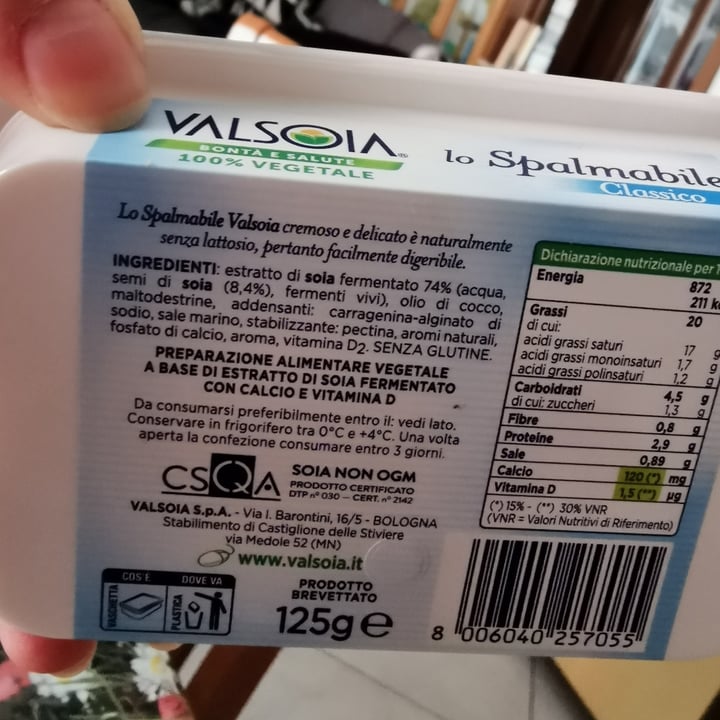 VALSOIA®
BONTÀ E SALUTE
100% VEGETALE
lo Spalmabile
Classico
Lo Spalmabile Valsoia cremoso e delicato è naturalmente
senza lattosio, pertanto facilmente digeribile.
INGREDIENTI: estratto di soia fermentato 74% (acqua,
semi di soia (8,4%), fermenti vivi), olio di cocco,
maltodestrine, addensanti: carragenina-alginato di
sodio, sale marino, stabilizzante: pectina, aromi naturali,
fosfato di calcio, aroma, vitamina D2. SENZA GLUTINE.
PREPARAZIONE ALIMENTARE VEGETALE
A BASE DI ESTRATTO DI SOIA FERMENTATO
CON CALCIO E VITAMINA D
Da consumarsi preferibilmente entro il: vedi lato.
Conservare in frigorifero tra 0°C e +4°C. Una volta
aperta la confezione consumare entro 3 giorni.
CSQA
SOIA NON OGM
PRODOTTO CERTIFICATO
DTP n° 030 – CERT. n° 2142
VALSOIA S.p.A. - Via I. Barontini, 16/5 - BOLOGNA
Stabilimento di Castiglione delle Stiviere
via Medole 52 (MN)
www.valsoia.it
COS'È DOVE VA
VASCHETTA PLASTICA
PRODOTTO
BREVETTATO
125g e
Dichiarazione nutrizionale per
Energia 872
211
Grassi 20
di cui:
acidi grassi saturi 17 g
acidi grassi monoinsaturi 1,7 g
acidi grassi polinsaturi 1,2 g
Carboidrati 4,5 g
di cui: zuccheri 1,3 g
Fibre 0,8 g
Proteine 2,9 g
Sale 0,89 g
Calcio 120 (*) mg
Vitamina D 1,5 (**) µg
(*) 15% - (**) 30% VNR
(VNR = Valori Nutritivi di Riferimento)
8 006040 257055